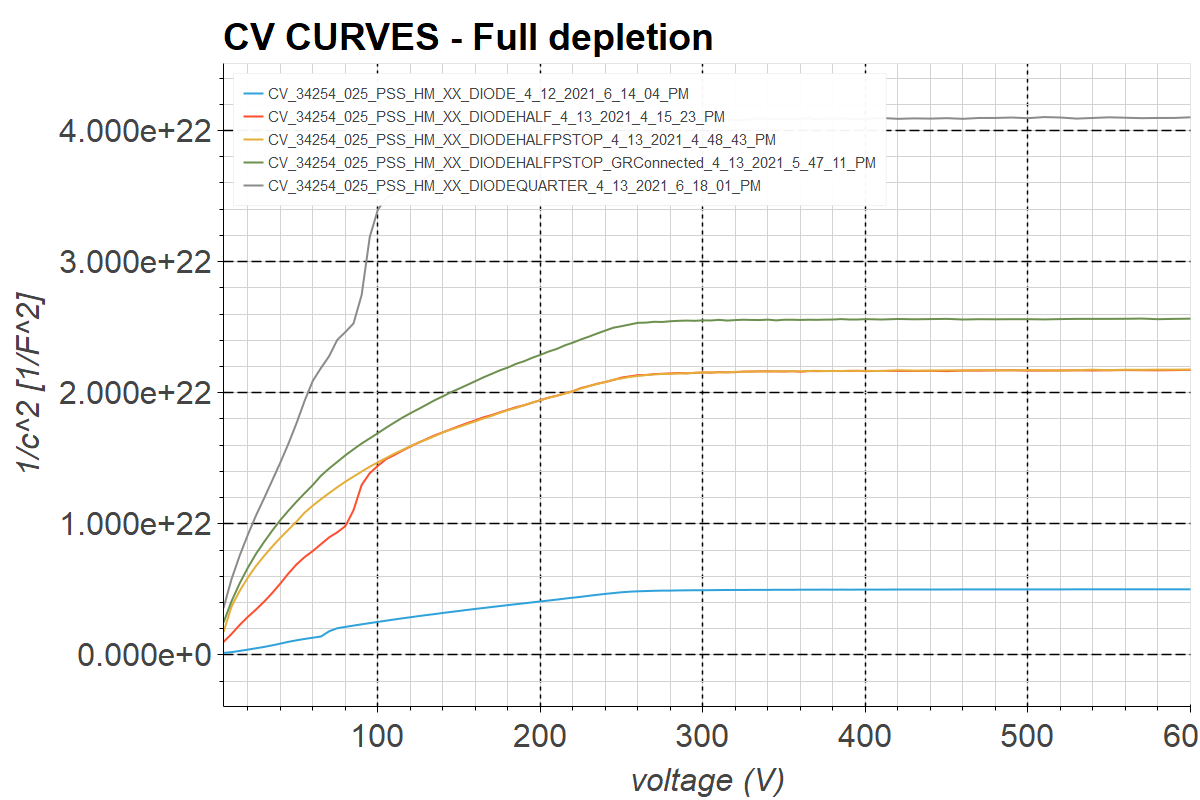 CV CURVES - Full depletion
CV_34254_025_PSS_HM_XX_DIODE_4_12_2021_6_14_04_PM
CV_34254_025_PSS_HM_XX_DIODEHALF_4_13_2021_4_15_23_PM
CV_34254_025_PSS_HM_XX_DIODEHALFPSTOP_4_13_2021_4_48_43_PM
CV_34254_025_PSS_HM_XX_DIODEHALFPSTOP_GRConnected_4_13_2021_5_47_11_PM
CV_34254_025_PSS_HM_XX_DIODEQUARTER_4_13_2021_6_18_01_PM
4.000e+22
3.000e+22
2.000e+22
1.000e+22
0.000e+0
1/c^2 [1/F^2]
100 200 300 400 500 60
voltage (V)